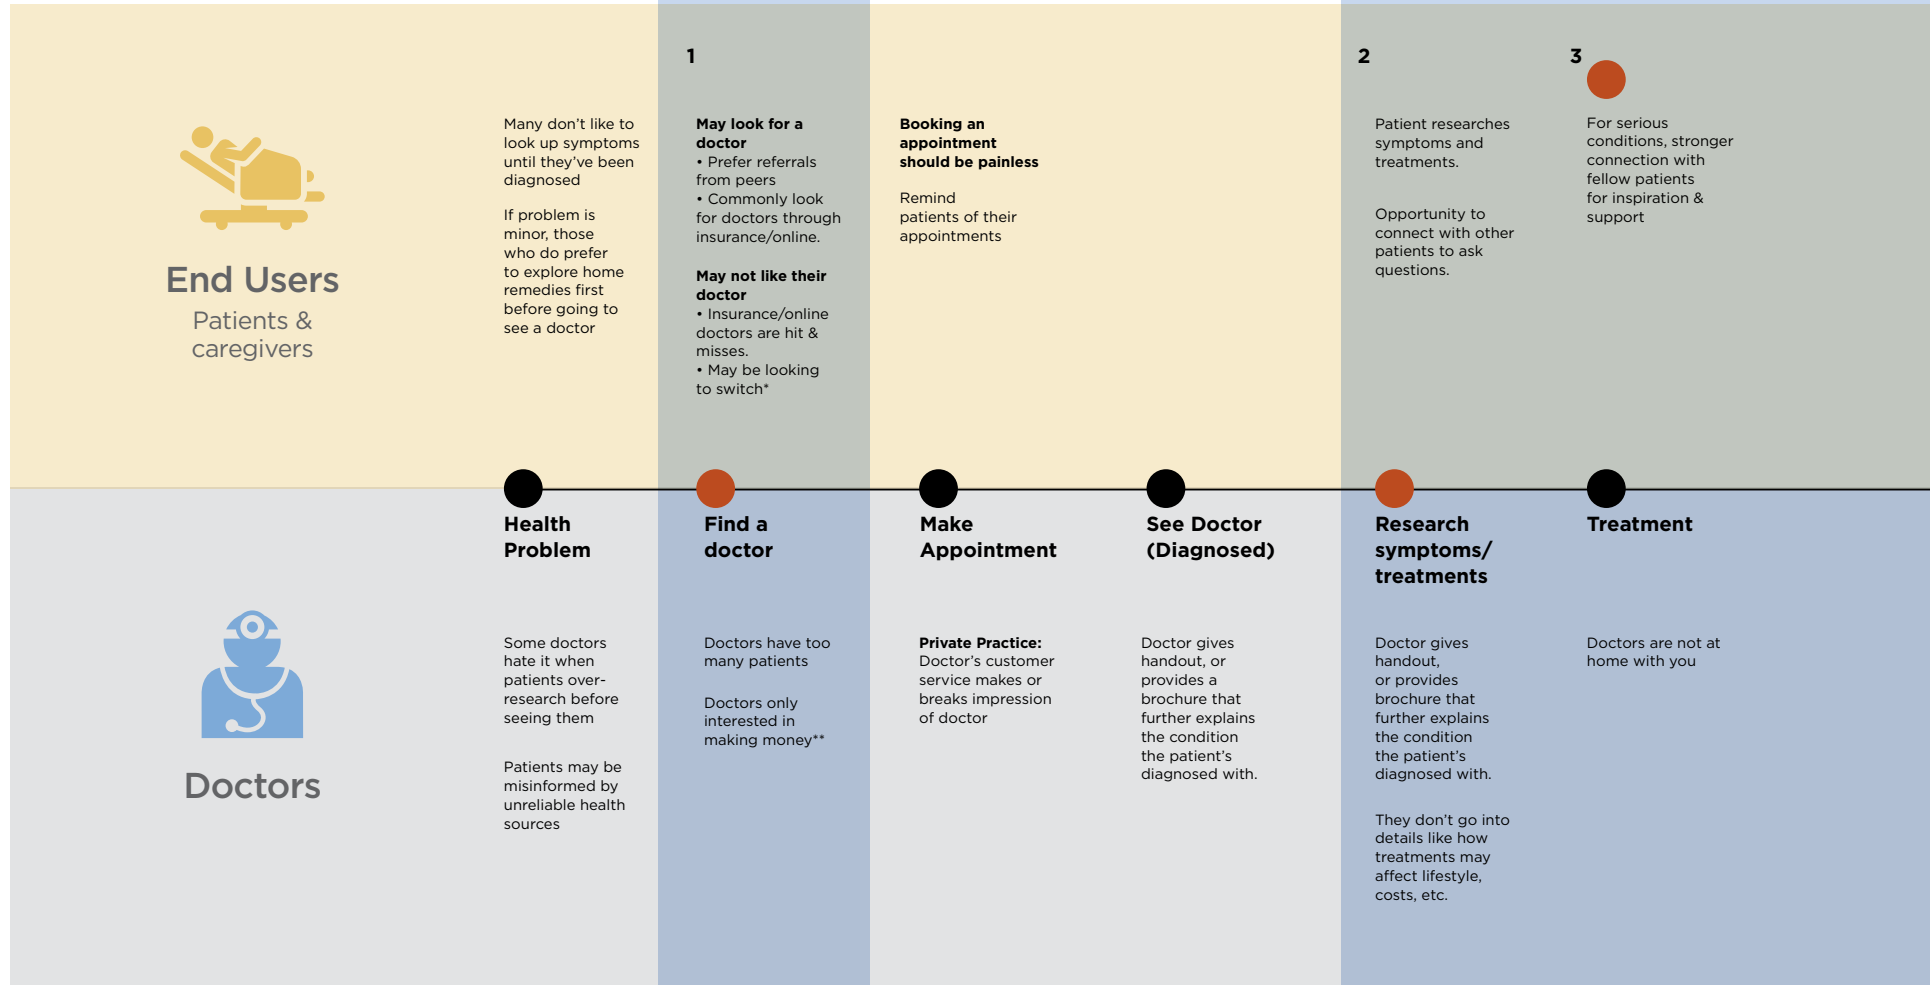 1
2
3
Many don’t like to
look up symptoms
until they’ve been
diagnosed
If problem is
minor, those
who do prefer
to explore home
remedies first
before going to
see a doctor
May look for a
doctor
• Prefer referrals
from peers
• Commonly look
for doctors through
insurance/online.
May not like their
doctor
• Insurance/online
doctors are hit &
misses.
• May be looking
to switch*
Booking an
appointment
should be painless
Remind
patients of their
appointments
Patient researches
symptoms and
treatments.
Opportunity to
connect with other
patients to ask
questions.
For serious
conditions, stronger
connection with
fellow patients
for inspiration &
support
End Users
Patients &
caregivers
Health
Problem
Find a
doctor
Make
Appointment
See Doctor
(Diagnosed)
Research
symptoms/
treatments
Treatment
Doctors
Some doctors
hate it when
patients over-
research before
seeing them
Patients may be
misinformed by
unreliable health
sources
Doctors have too
many patients
Doctors only
interested in
making money**
Private Practice:
Doctor’s customer
service makes or
breaks impression
of doctor
Doctor gives
handout, or
provides a
brochure that
further explains
the condition
the patient’s
diagnosed with.
Doctor gives
handout,
or provides
brochure that
further explains
the condition
the patient’s
diagnosed with.
They don’t go into
details like how
treatments may
affect lifestyle,
costs, etc.
Doctors are not at
home with you